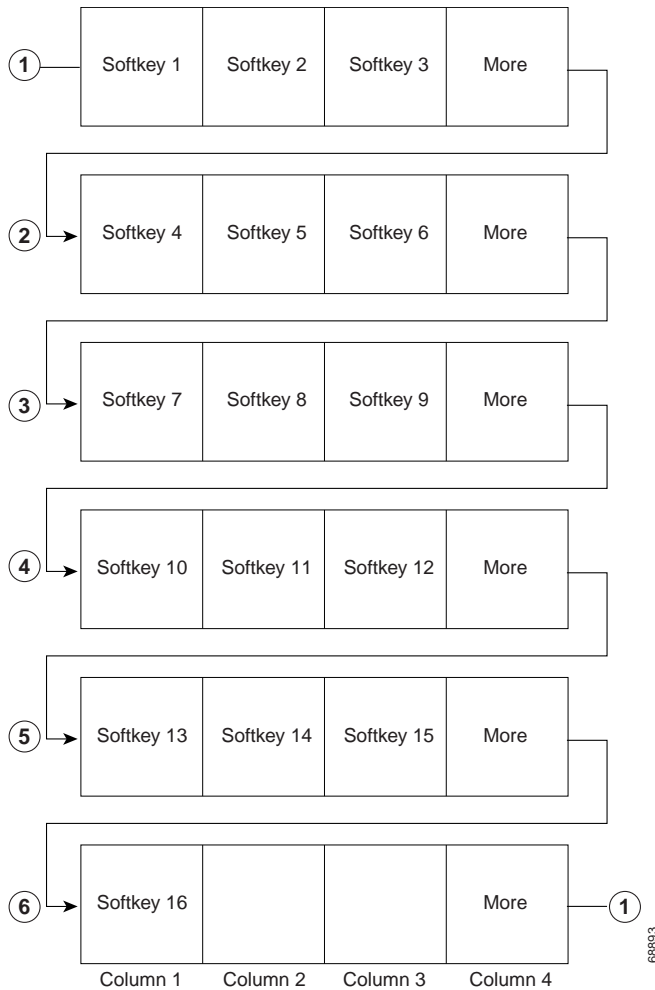 1 Softkey 1 Softkey 2 Softkey 3 More
2 Softkey 4 Softkey 5 Softkey 6 More
3 Softkey 7 Softkey 8 Softkey 9 More
4 Softkey 10 Softkey 11 Softkey 12 More
5 Softkey 13 Softkey 14 Softkey 15 More
6 Softkey 16 More 1
Column 1 Column 2 Column 3 Column 4
68893